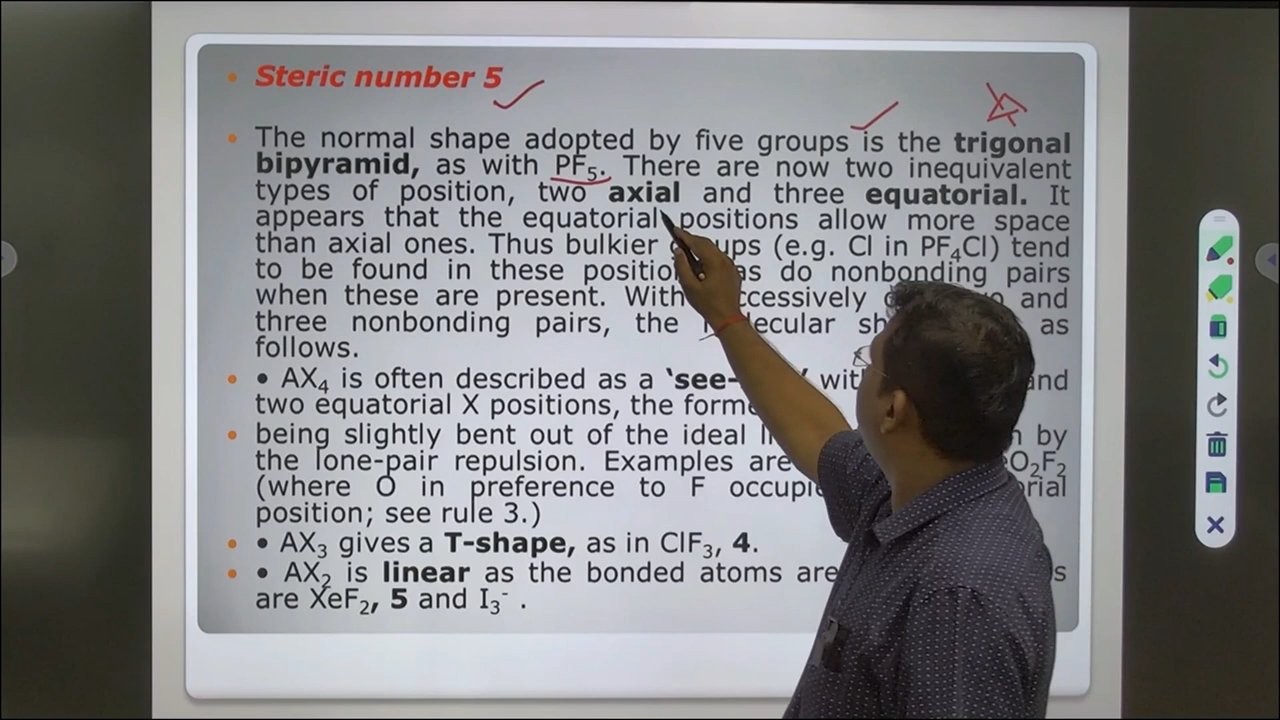 Steric number 5
The normal shape adopted by five groups is the trigonal
bipyramid, as with PF₅. There are now two inequivalent
types of position, two axial and three equatorial. It
appears that the equatorial positions allow more space
than axial ones. Thus bulkier (e.g. Cl in PF₄Cl) tend
to be found in these as do nonbonding pairs
when these are present. With and
three nonbonding pairs, the as
follows.
• AX₄ is often described as a and
two equatorial X positions, the
being slightly bent out of the ideal by
the lone-pair repulsion. Examples are
(where O in preference to F
position; see rule 3.)
• AX₃ gives a T-shape, as in ClF₃, 4.
• AX₂ is linear as the bonded atoms are
are XeF₂, 5 and I₃⁻ .